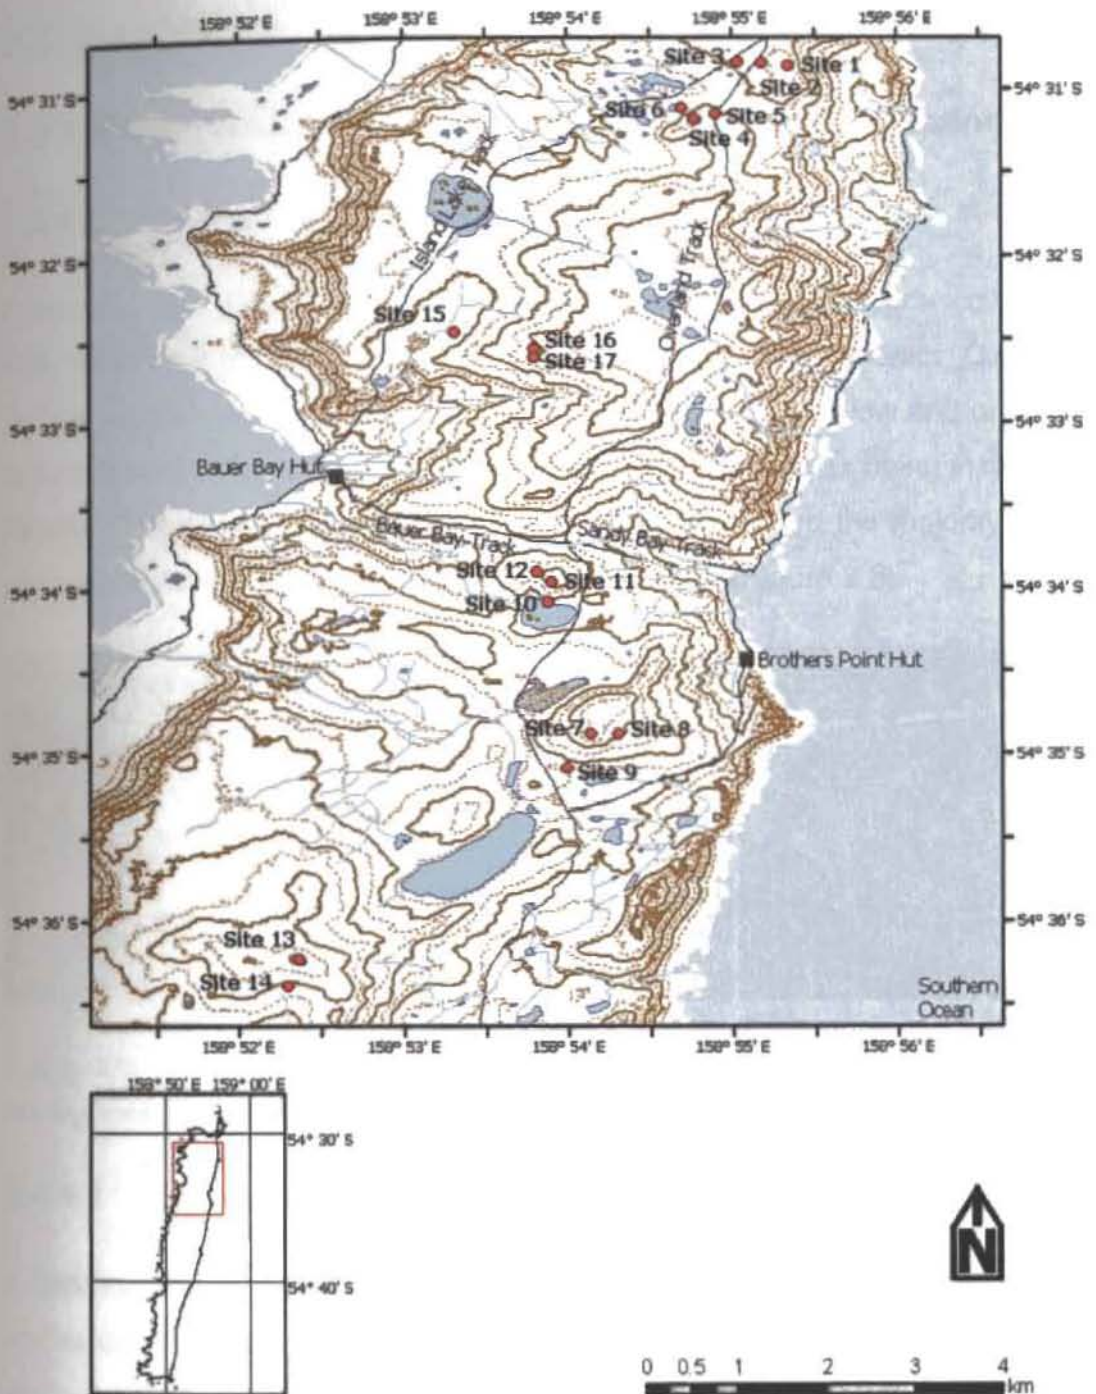 158° 52' E 158° 53' E 158° 54' E 158° 55' E 158° 56' E
Site 3
Site 1
Site 2
54° 31' S
54° 31' S
Site 6
Site 5
Site 4
Island Lake Track
Overland Track
54° 32' S
54° 32' S
Site 15
Site 16
Site 17
54° 33' S
54° 33' S
Bauer Bay Hut
Bauer Bay Track
Sandy Bay Track
Site 12
Site 11
54° 34' S
54° 34' S
Site 10
Brothers Point Hut
Site 7
Site 8
54° 35' S
54° 35' S
Site 9
54° 36' S
54° 36' S
Site 13
Site 14
Southern
Ocean
158° 52' E 158° 53' E 158° 54' E 158° 55' E 158° 56' E
158° 50' E 159° 00' E
54° 30' S
54° 40' S
N
0 0.5 1 2 3 4
km